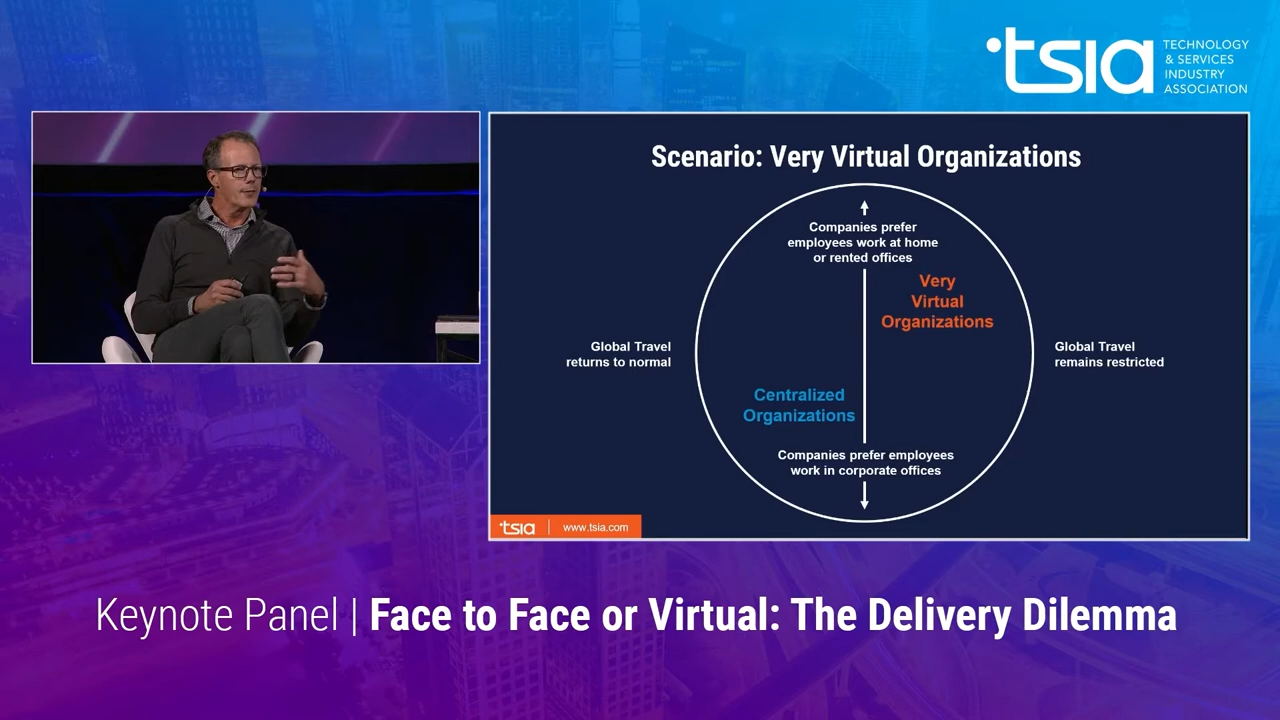 tsia
TECHNOLOGY
& SERVICES
INDUSTRY
ASSOCIATION
Scenario: Very Virtual Organizations
Companies prefer
employees work at home
or rented offices
Very
Virtual
Organizations
Global Travel
returns to normal
Global Travel
remains restricted
Centralized
Organizations
Companies prefer employees
work in corporate offices
tsia | www.tsia.com
Keynote Panel | Face to Face or Virtual: The Delivery Dilemma